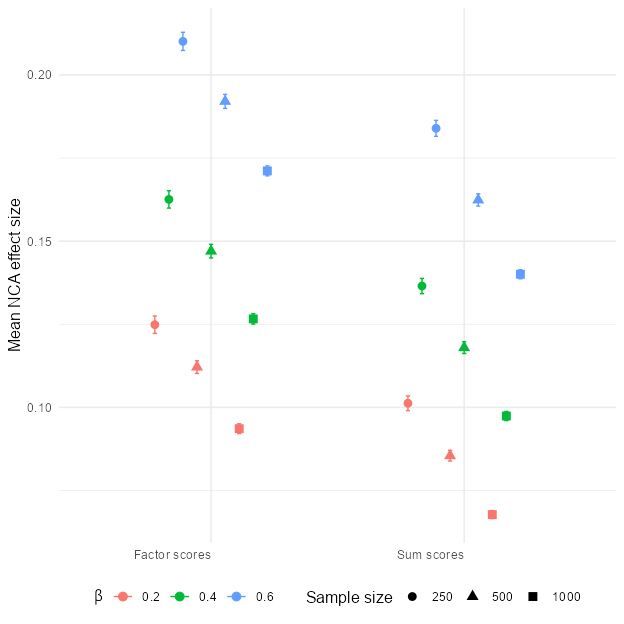 Mean NCA effect size
0.20
0.15
0.10
Factor scores Sum scores
β 0.2 0.4 0.6 Sample size 250 500 1000